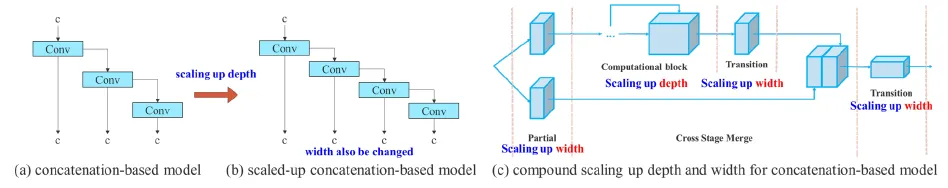 c
Conv
Conv
Conv
c c c
scaling up depth
c
Conv
Conv
Conv
Conv
c c c c
width also be changed
...
Computational block
Scaling up depth
Transition
Scaling up width
Partial
Scaling up width
Cross Stage Merge
Transition
Scaling up width
(a) concatenation-based model
(b) scaled-up concatenation-based model
(c) compound scaling up depth and width for concatenation-based model